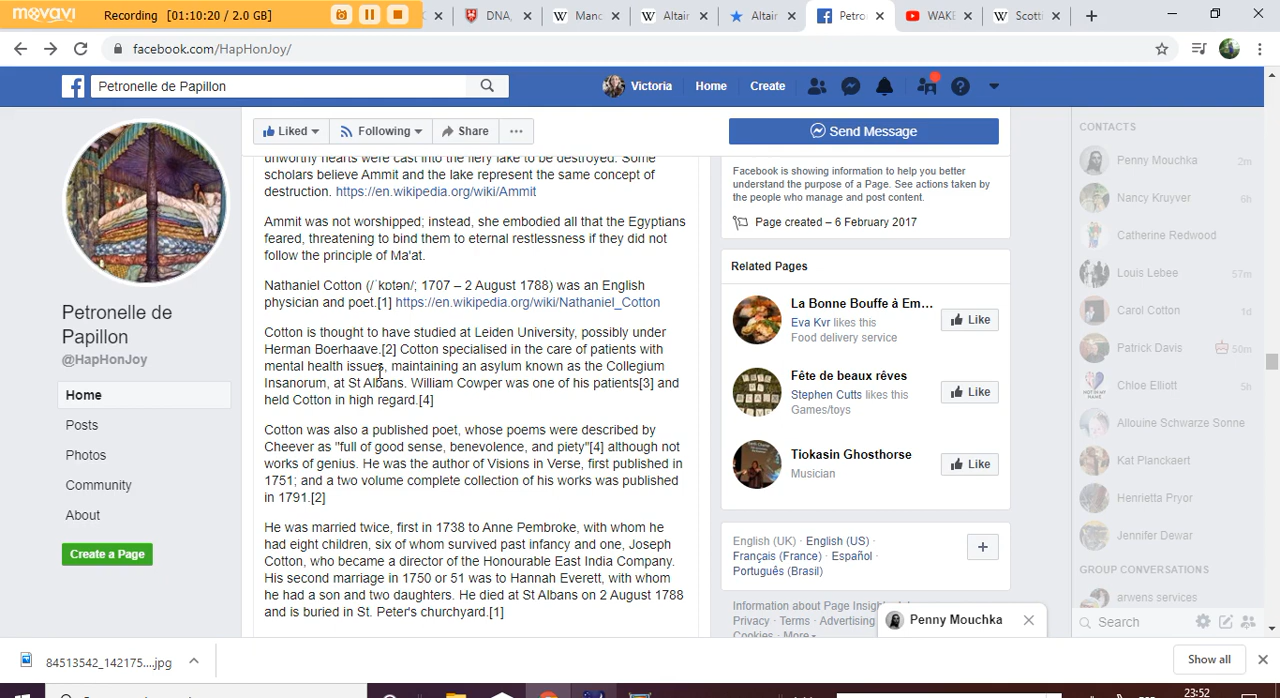 movavi
Recording (01:10:20 / 2.0 GB)
DNA,
Manc
Altair
Altair
Petro
WAKE
Scotti
facebook.com/HapHonJoy/
Petronelle de Papillon
Victoria
Home
Create
Liked
Following
Share
Send Message
unworthy hearts were cast into the fiery lake to be destroyed. Some
scholars believe Ammit and the lake represent the same concept of
destruction. https://en.wikipedia.org/wiki/Ammit
Ammit was not worshipped; instead, she embodied all that the Egyptians
feared, threatening to bind them to eternal restlessness if they did not
follow the principle of Ma'at.
Nathaniel Cotton (/ˈkɒtən/; 1707 – 2 August 1788) was an English
physician and poet.[1] https://en.wikipedia.org/wiki/Nathaniel_Cotton
Cotton is thought to have studied at Leiden University, possibly under
Herman Boerhaave.[2] Cotton specialised in the care of patients with
mental health issues, maintaining an asylum known as the Collegium
Insanorum, at St Albans. William Cowper was one of his patients[3] and
held Cotton in high regard.[4]
Cotton was also a published poet, whose poems were described by
Cheever as "full of good sense, benevolence, and piety"[4] although not
works of genius. He was the author of Visions in Verse, first published in
1751; and a two volume complete collection of his works was published
in 1791.[2]
He was married twice, first in 1738 to Anne Pembroke, with whom he
had eight children, six of whom survived past infancy and one, Joseph
Cotton, who became a director of the Honourable East India Company.
His second marriage in 1750 or 51 was to Hannah Everett, with whom
he had a son and two daughters. He died at St Albans on 2 August 1788
and is buried in St. Peter's churchyard.[1]
Petronelle de
Papillon
@HapHonJoy
Home
Posts
Photos
Community
About
Create a Page
Facebook is showing information to help you better
understand the purpose of a Page. See actions taken by
the people who manage and post content.
Page created – 6 February 2017
Related Pages
La Bonne Bouffe à Em...
Eva Kvr likes this
Food delivery service
Like
Fête de beaux rêves
Stephen Cutts likes this
Games/toys
Like
Tiokasin Ghosthorse
Musician
Like
English (UK) · English (US) ·
Français (France) · Español ·
Português (Brasil)
Information about Page Insights
Privacy · Terms · Advertising
Cookies · More
Penny Mouchka
CONTACTS
Penny Mouchka 2m
Nancy Kruyver 6h
Catherine Redwood
Louis Lebee 57m
Carol Cotton 1d
Patrick Davis 50m
Chloe Elliott
Allouine Schwarze Sonne
Kat Planckaert
Henrietta Pryor
Jennifer Dewar
GROUP CONVERSATIONS
arwens services
Search
84513542_142175....jpg
Show all
23:52